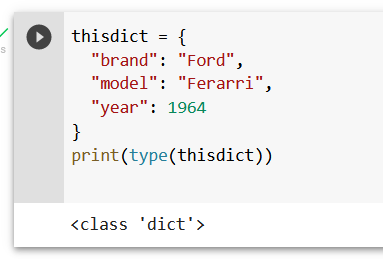 thisdict = {
  "brand": "Ford",
  "model": "Ferarri",
  "year": 1964
}
print(type(thisdict))
<class 'dict'>